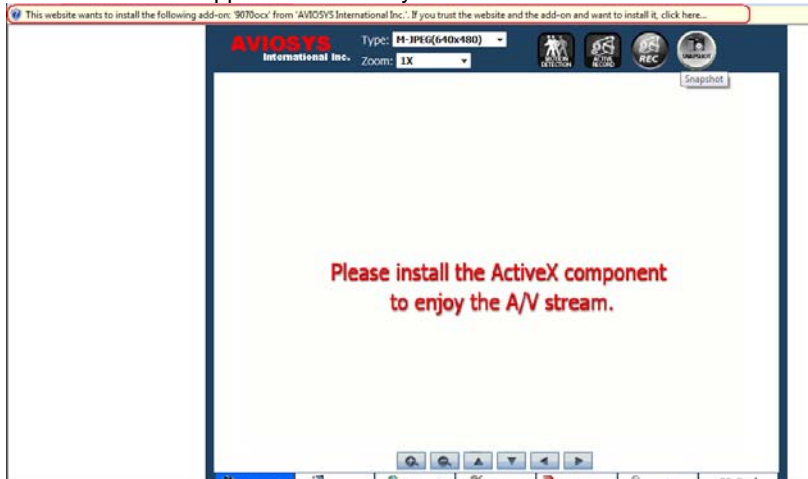 This website wants to install the following add-on: '9070ocx' from 'AVIOSYS International Inc.'. If you trust the website and the add-on and want to install it, click here...
AVIOSYS
International Inc.
Type: M-JPEG(640x480)
Zoom: 1X
MOTION DETECTION
ACTIVE RECORD
REC
SNAPSHOT
Snapshot
Please install the ActiveX component
to enjoy the A/V stream.